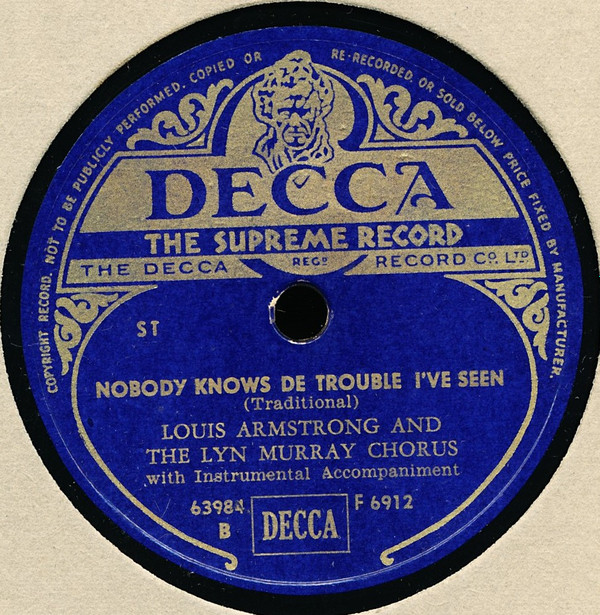 COPYRIGHT RECORD. NOT TO BE PUBLICLY PERFORMED. COPIED OR RE-RECORDED. OR SOLD BELOW PRICE FIXED BY MANUFACTURER.
DECCA
THE SUPREME RECORD
THE DECCA REGD RECORD CO. LTD.
ST
NOBODY KNOWS DE TROUBLE I'VE SEEN
(Traditional)
LOUIS ARMSTRONG AND
THE LYN MURRAY CHORUS
with Instrumental Accompaniment
63984 F 6912
B DECCA